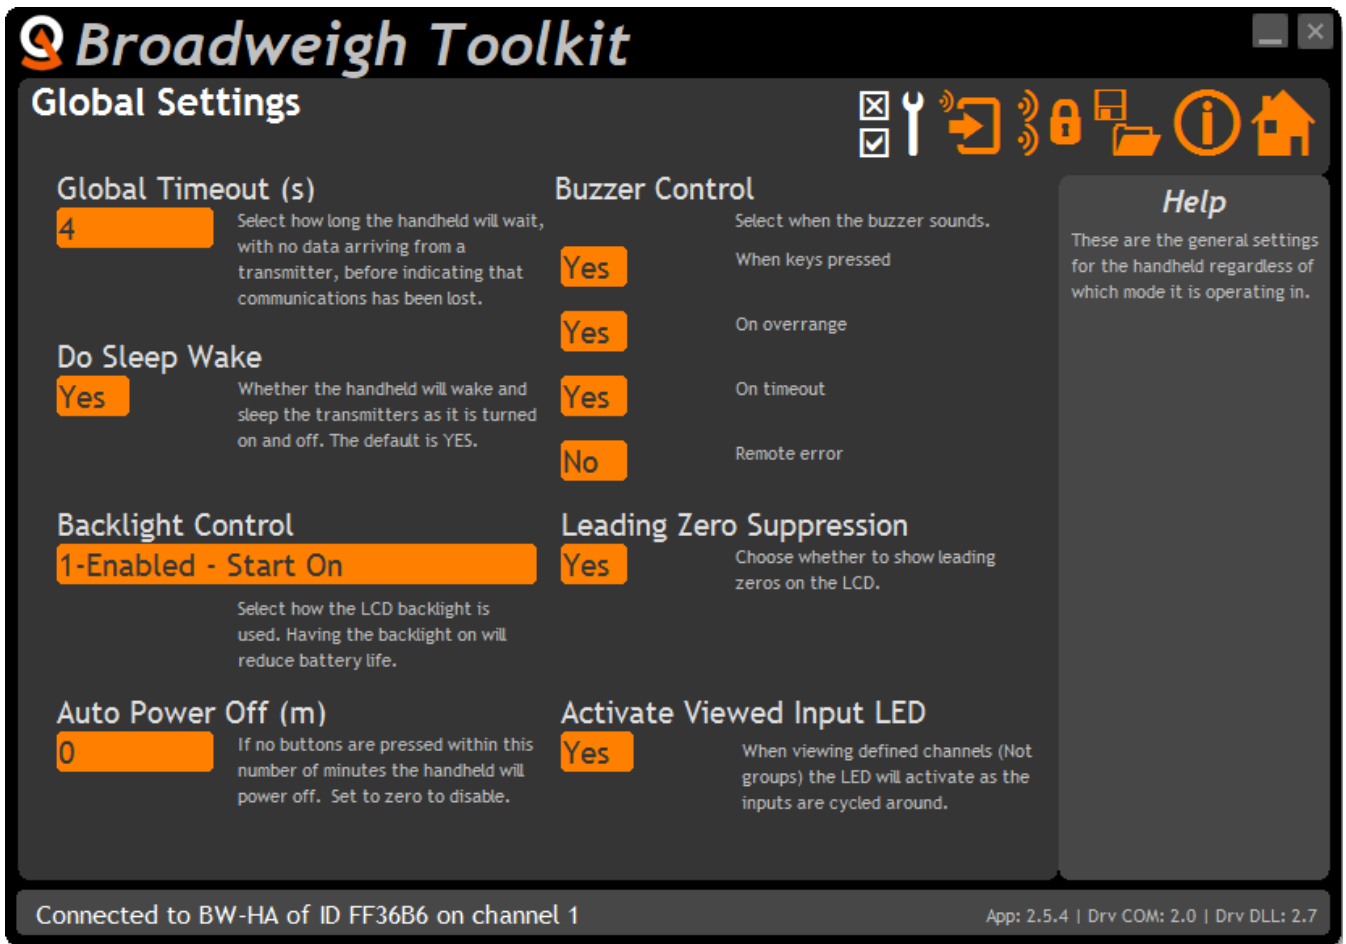 Broadweigh Toolkit
Global Settings
Global Timeout (s)
4
Select how long the handheld will wait,
with no data arriving from a
transmitter, before indicating that
communications has been lost.
Do Sleep Wake
Yes
Whether the handheld will wake and
sleep the transmitters as it is turned
on and off. The default is YES.
Backlight Control
1-Enabled - Start On
Select how the LCD backlight is
used. Having the backlight on will
reduce battery life.
Auto Power Off (m)
0
If no buttons are pressed within this
number of minutes the handheld will
power off. Set to zero to disable.
Buzzer Control
Select when the buzzer sounds.
Yes
When keys pressed
Yes
On overrange
Yes
On timeout
No
Remote error
Leading Zero Suppression
Yes
Choose whether to show leading
zeros on the LCD.
Activate Viewed Input LED
Yes
When viewing defined channels (Not
groups) the LED will activate as the
inputs are cycled around.
Help
These are the general settings
for the handheld regardless of
which mode it is operating in.
Connected to BW-HA of ID FF36B6 on channel 1
App: 2.5.4 | Drv COM: 2.0 | Drv DLL: 2.7